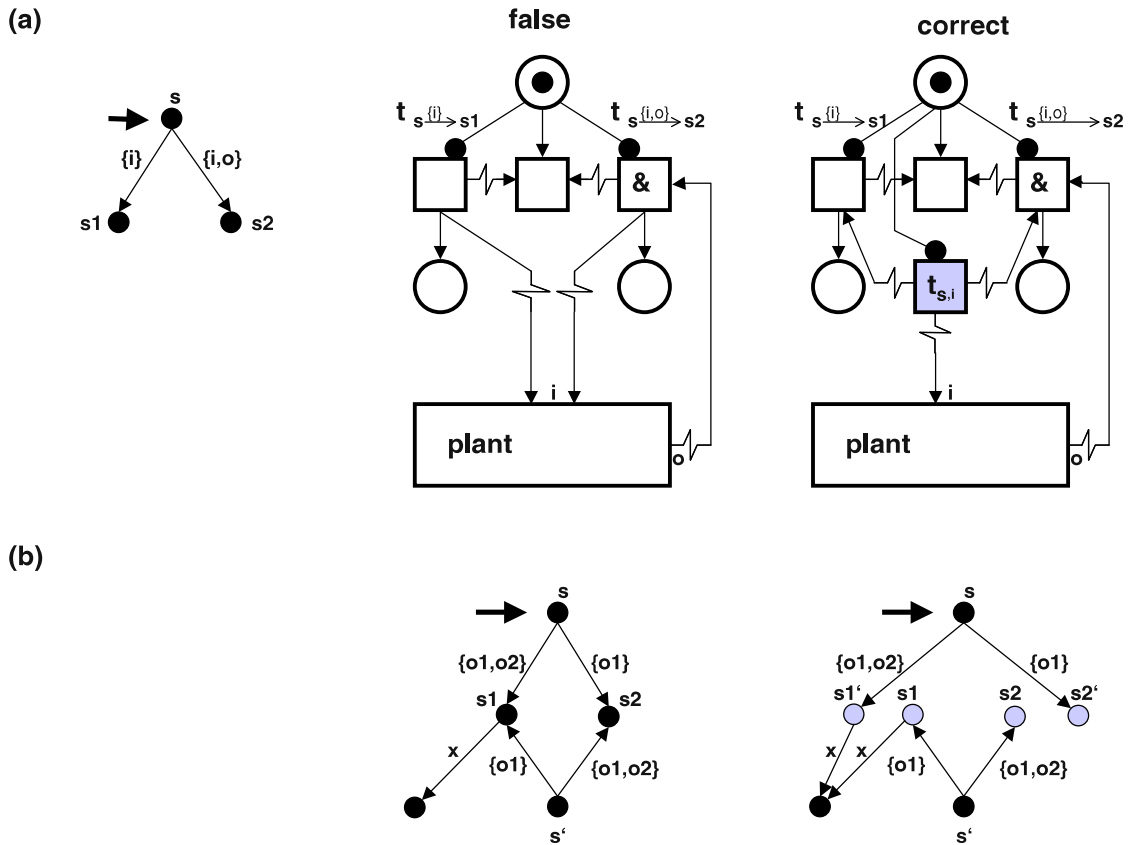 (a)
false
correct
s
{i}
{i,o}
s1
s2
t s {i} s1
t s {i,o} s2
&
i
plant
o
t s {i} s1
t s {i,o} s2
&
t s,i
i
plant
o
(b)
s
{o1,o2}
{o1}
s1
s2
x
{o1}
{o1,o2}
s‘
s
{o1,o2}
{o1}
s1‘
s1
s2
s2‘
x
x
{o1}
{o1,o2}
s‘